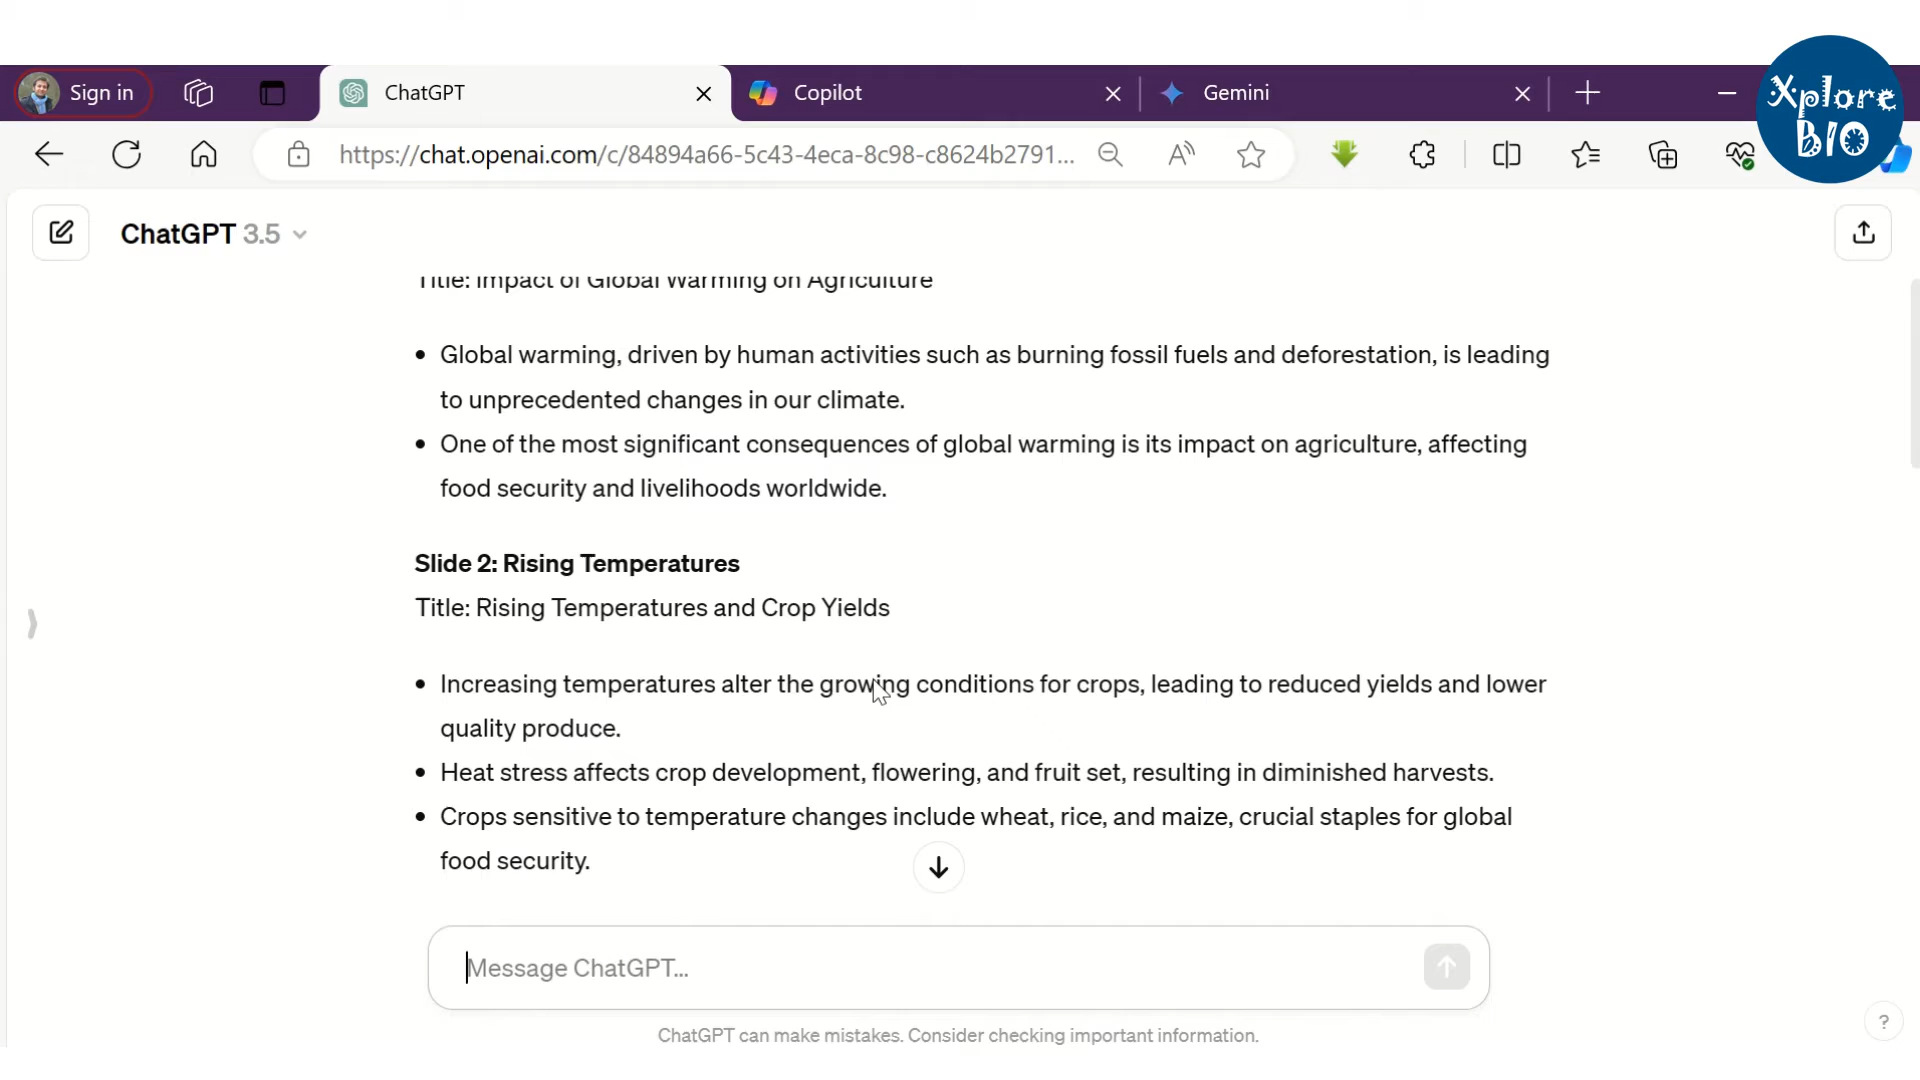 Sign in
ChatGPT
Copilot
Gemini
Xplore
BIO
https://chat.openai.com/c/84894a66-5c43-4eca-8c98-c8624b2791...
ChatGPT 3.5
Title: Impact of Global Warming on Agriculture
• Global warming, driven by human activities such as burning fossil fuels and deforestation, is leading
to unprecedented changes in our climate.
• One of the most significant consequences of global warming is its impact on agriculture, affecting
food security and livelihoods worldwide.
Slide 2: Rising Temperatures
Title: Rising Temperatures and Crop Yields
• Increasing temperatures alter the growing conditions for crops, leading to reduced yields and lower
quality produce.
• Heat stress affects crop development, flowering, and fruit set, resulting in diminished harvests.
• Crops sensitive to temperature changes include wheat, rice, and maize, crucial staples for global
food security.
Message ChatGPT...
ChatGPT can make mistakes. Consider checking important information.
?